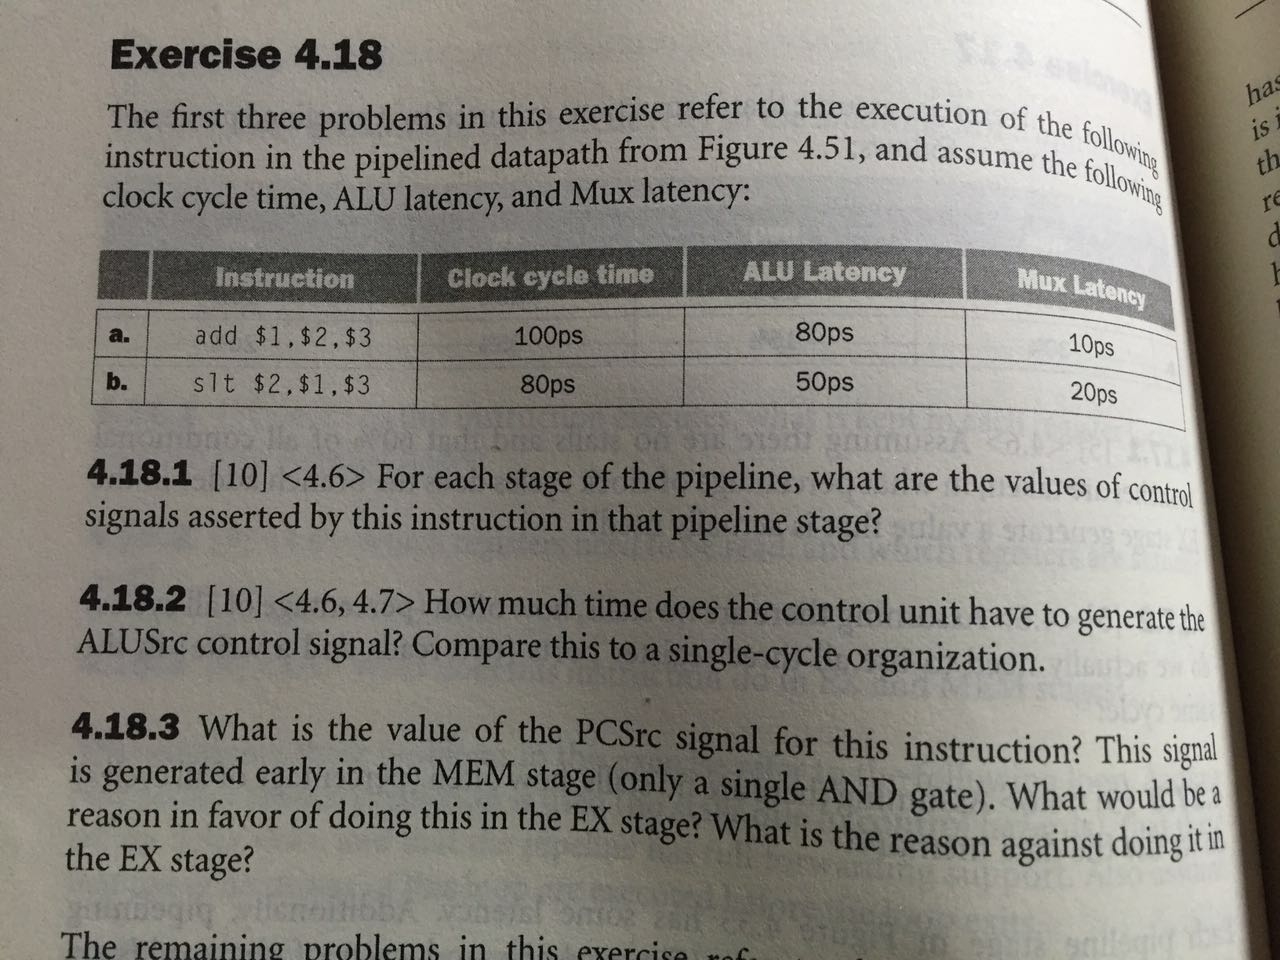 Exercise 4.18
The first three problems in this exercise refer to the execution of the following
instruction in the pipelined datapath from Figure 4.51, and assume the following
clock cycle time, ALU latency, and Mux latency:
Instruction Clock cycle time ALU Latency Mux Latency
a. add $1,$2,$3 100ps 80ps 10ps
b. slt $2,$1,$3 80ps 50ps 20ps
4.18.1 [10] <4.6> For each stage of the pipeline, what are the values of control
signals asserted by this instruction in that pipeline stage?
4.18.2 [10] <4.6, 4.7> How much time does the control unit have to generate the
ALUSrc control signal? Compare this to a single-cycle organization.
4.18.3 What is the value of the PCSrc signal for this instruction? This signal
is generated early in the MEM stage (only a single AND gate). What would be a
reason in favor of doing this in the EX stage? What is the reason against doing it in
the EX stage?
The remaining problems in this exercise
has
is
th